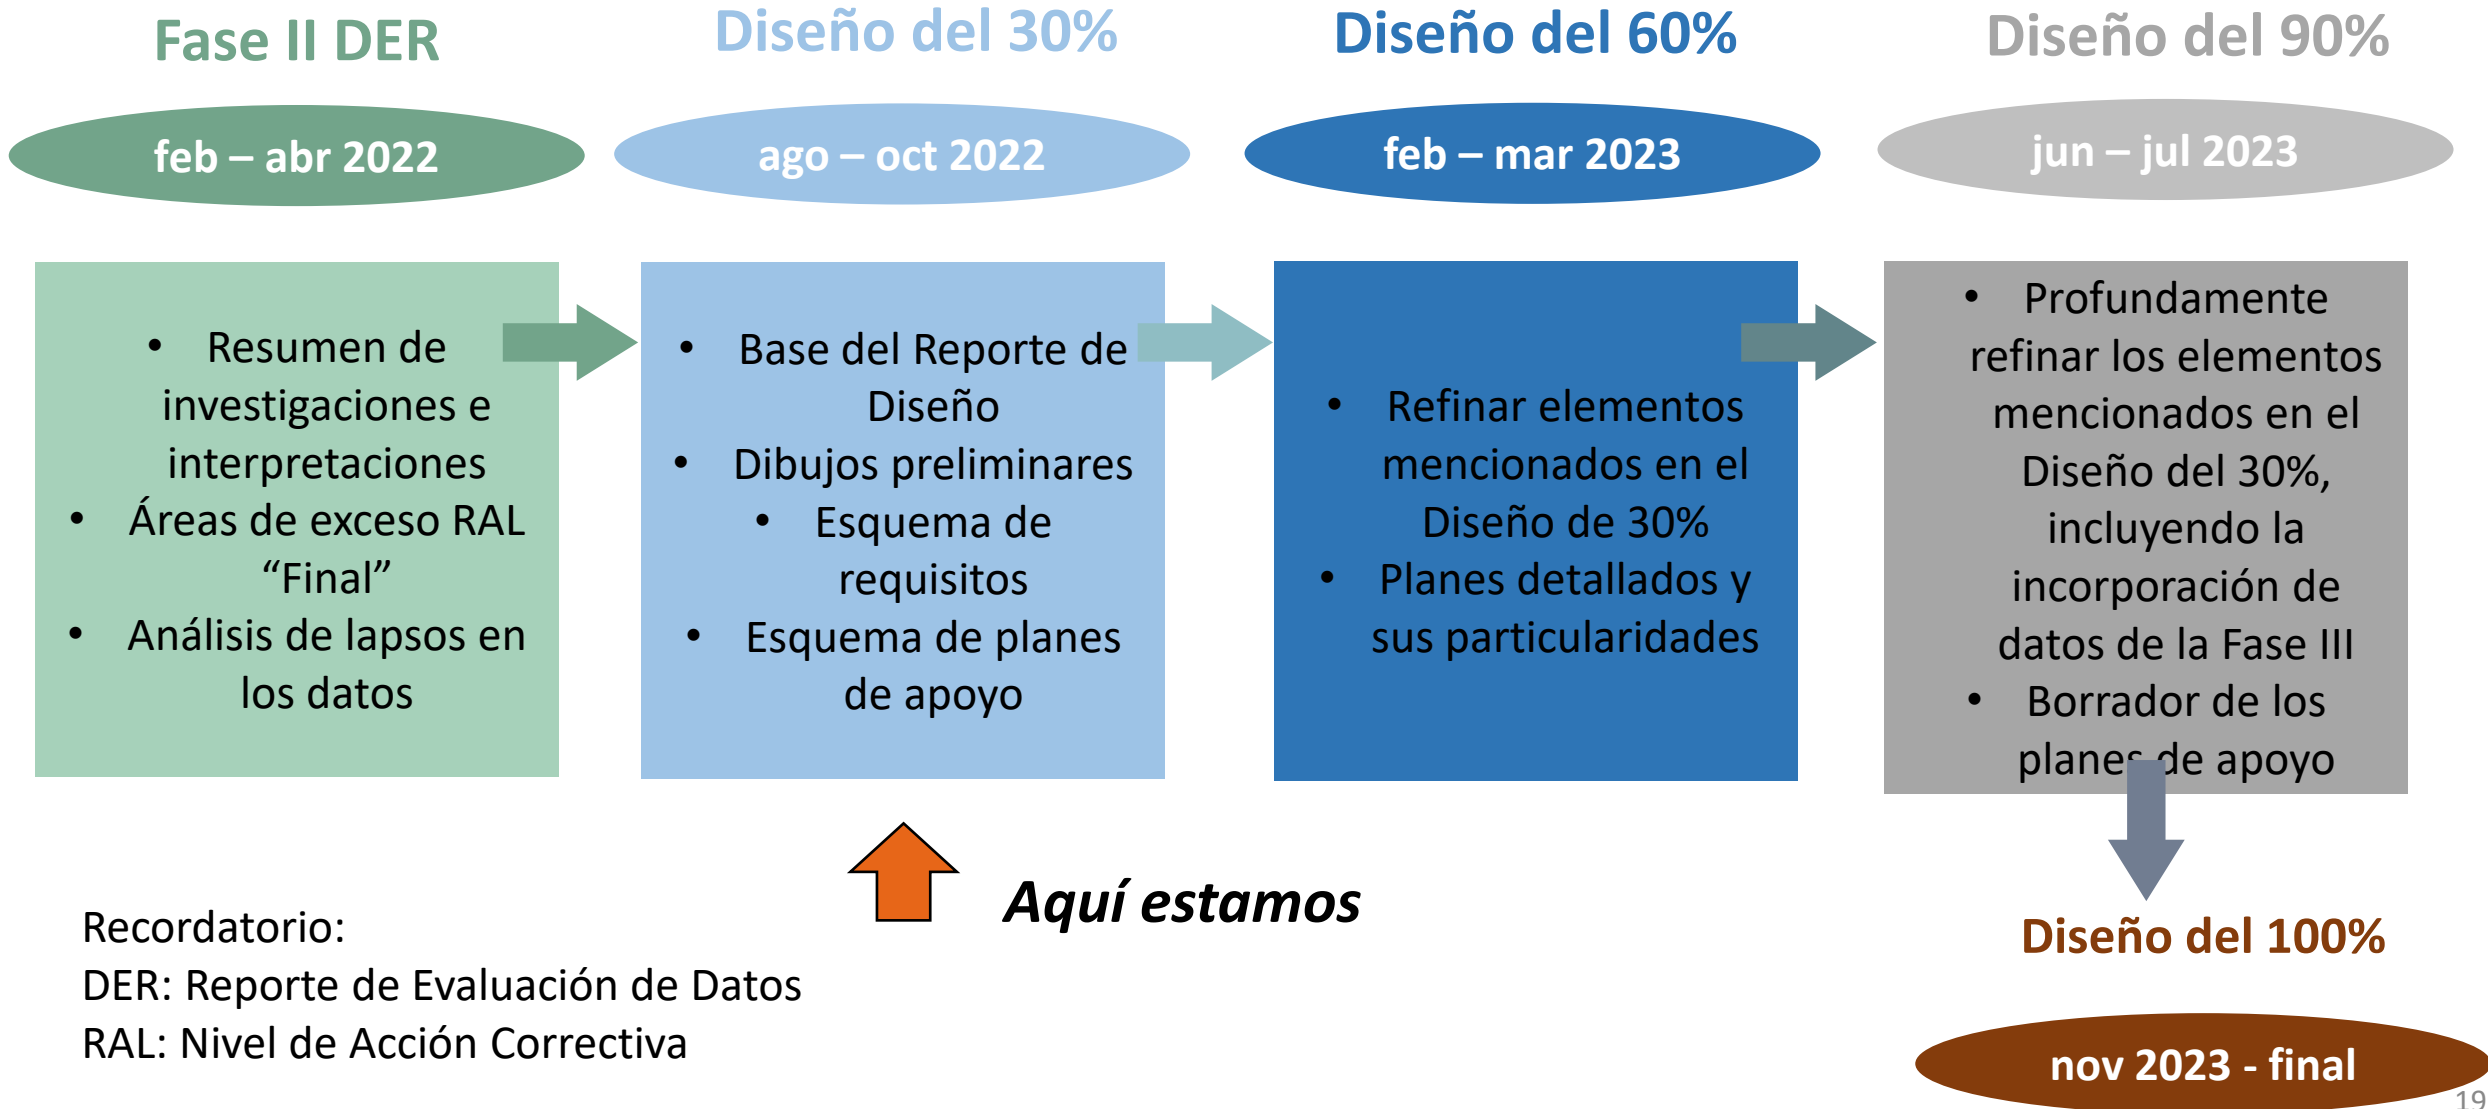 Fase II DER
feb – abr 2022
• Resumen de
investigaciones e
interpretaciones
• Áreas de exceso RAL
“Final”
• Análisis de lapsos en
los datos
Diseño del 30%
ago – oct 2022
• Base del Reporte de
Diseño
• Dibujos preliminares
• Esquema de
requisitos
• Esquema de planes
de apoyo
Diseño del 60%
feb – mar 2023
• Refinar elementos
mencionados en el
Diseño de 30%
• Planes detallados y
sus particularidades
Diseño del 90%
jun – jul 2023
• Profundamente
refinar los elementos
mencionados en el
Diseño del 30%,
incluyendo la
incorporación de
datos de la Fase III
• Borrador de los
planes de apoyo
Aquí estamos
Recordatorio:
DER: Reporte de Evaluación de Datos
RAL: Nivel de Acción Correctiva
Diseño del 100%
nov 2023 - final
19